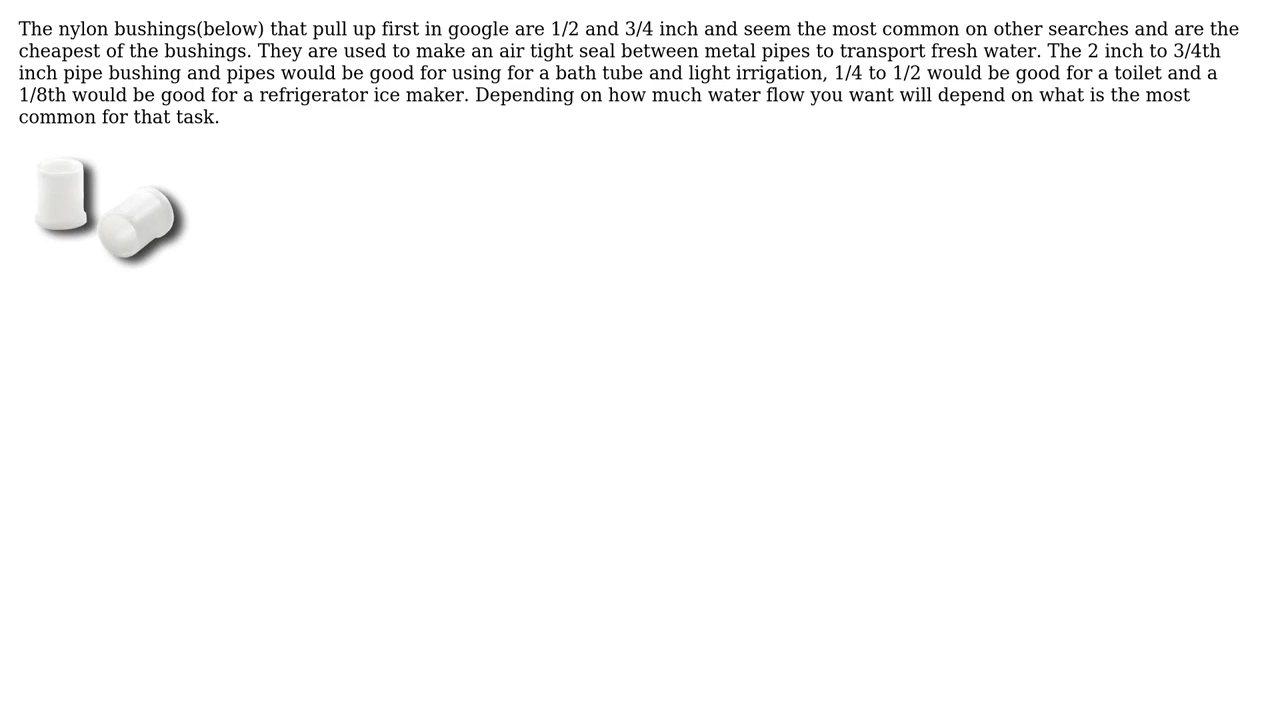 The nylon bushings(below) that pull up first in google are 1/2 and 3/4 inch and seem the most common on other searches and are the
cheapest of the bushings. They are used to make an air tight seal between metal pipes to transport fresh water. The 2 inch to 3/4th
inch pipe bushing and pipes would be good for using for a bath tube and light irrigation, 1/4 to 1/2 would be good for a toilet and a
1/8th would be good for a refrigerator ice maker. Depending on how much water flow you want will depend on what is the most
common for that task.